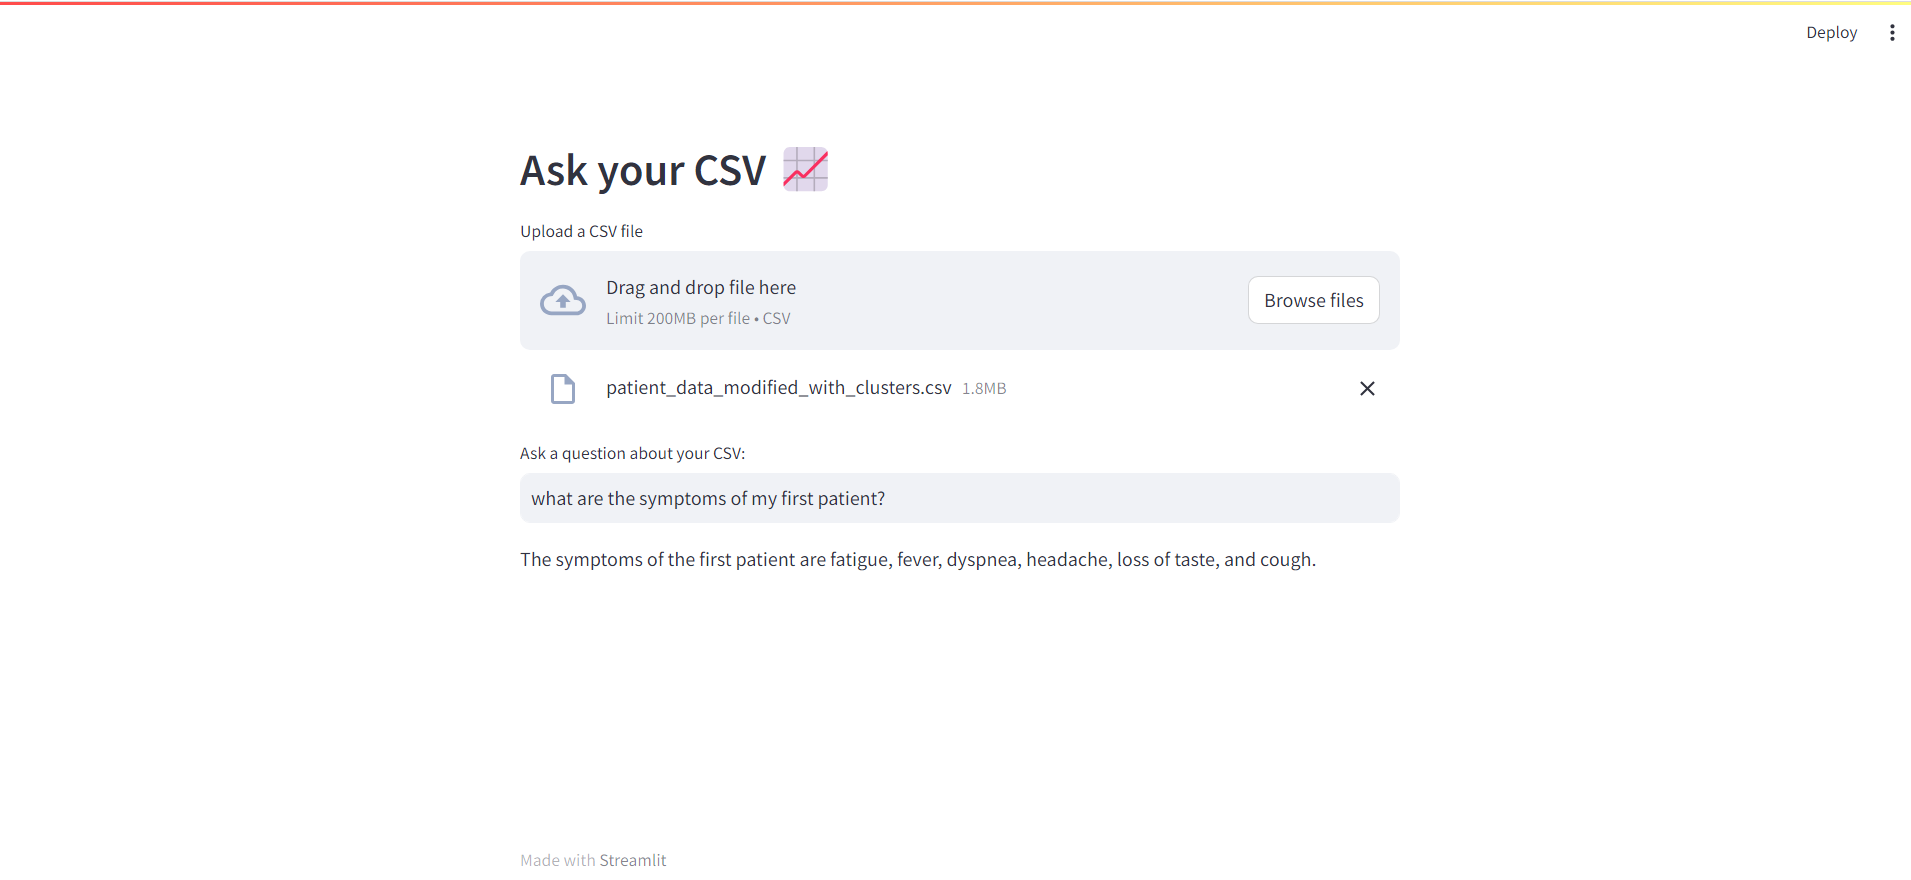 Deploy
Ask your CSV
Upload a CSV file
Drag and drop file here
Limit 200MB per file • CSV
Browse files
patient_data_modified_with_clusters.csv 1.8MB
Ask a question about your CSV:
what are the symptoms of my first patient?
The symptoms of the first patient are fatigue, fever, dyspnea, headache, loss of taste, and cough.
Made with Streamlit